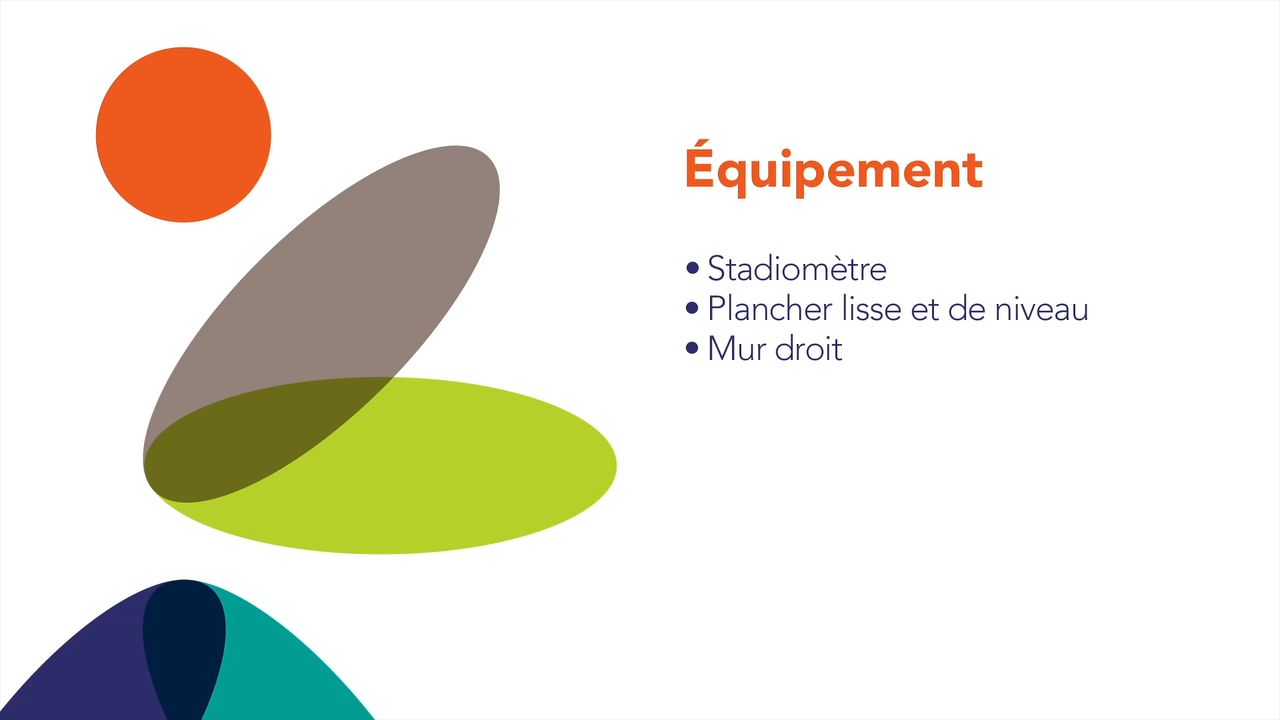 Équipement
• Stadiomètre
• Plancher lisse et de niveau
• Mur droit